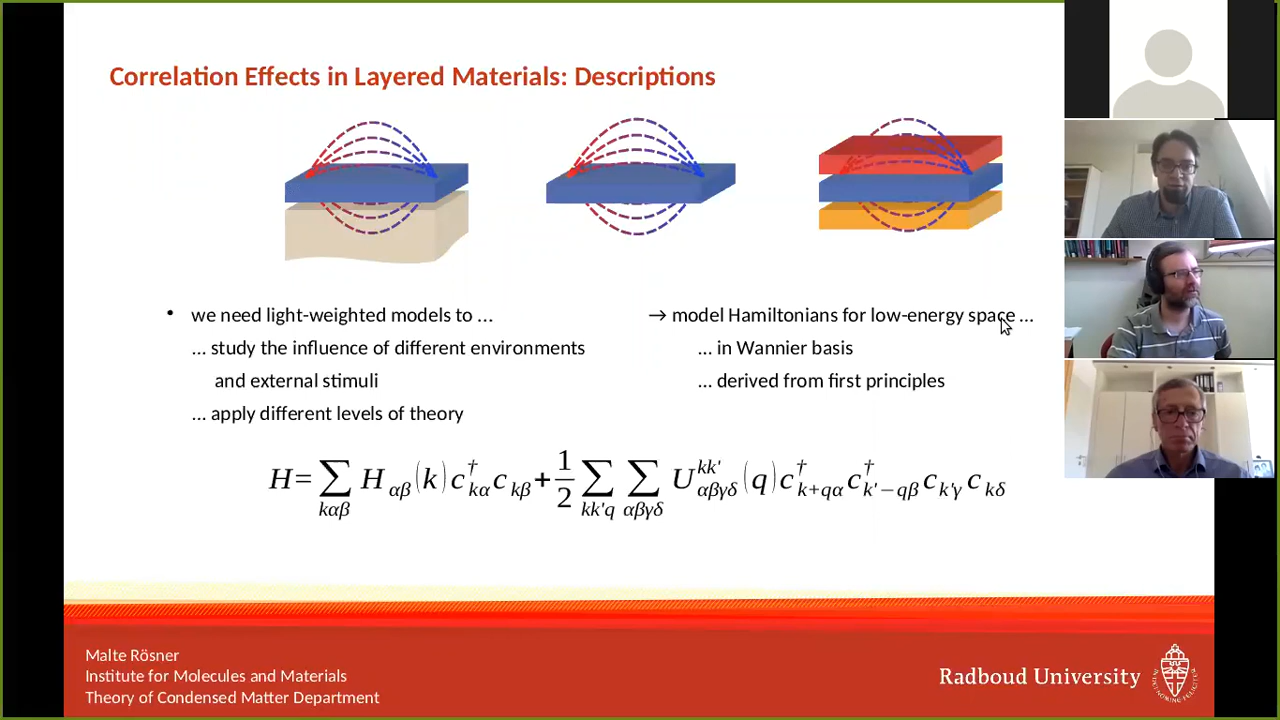 Correlation Effects in Layered Materials: Descriptions
• we need light-weighted models to ...
... study the influence of different environments
and external stimuli
... apply different levels of theory
→ model Hamiltonians for low-energy space ...
... in Wannier basis
... derived from first principles
H=∑_{kαβ} H_{αβ}(k)c†_{kα}c_{kβ}+1/2 ∑_{kk'q} ∑_{αβγδ} U^{kk'}_{αβγδ}(q)c†_{k+qα}c†_{k'−qβ}c_{k'γ}c_{kδ}
Malte Rösner
Institute for Molecules and Materials
Theory of Condensed Matter Department
Radboud University